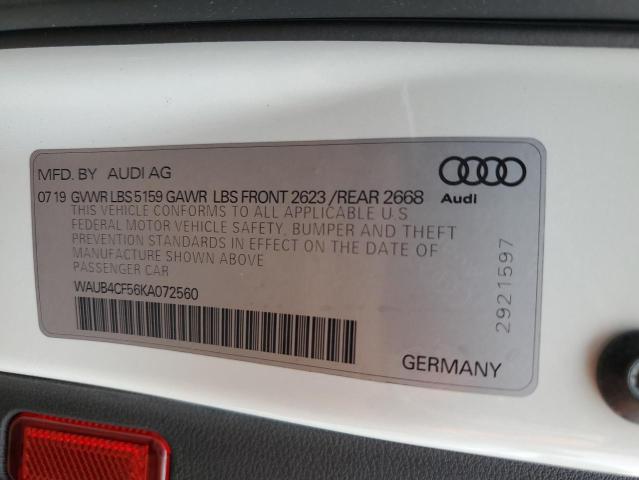 MFD. BY AUDI AG
07 19 GVWR LBS 5159 GAWR LBS FRONT 2623 /REAR 2668
THIS VEHICLE CONFORMS TO ALL APPLICABLE U.S
FEDERAL MOTOR VEHICLE SAFETY, BUMPER AND THEFT
PREVENTION STANDARDS IN EFFECT ON THE DATE OF
MANUFACTURE SHOWN ABOVE
PASSENGER CAR
WAUB4CF56KA072560
Audi
2921597
GERMANY